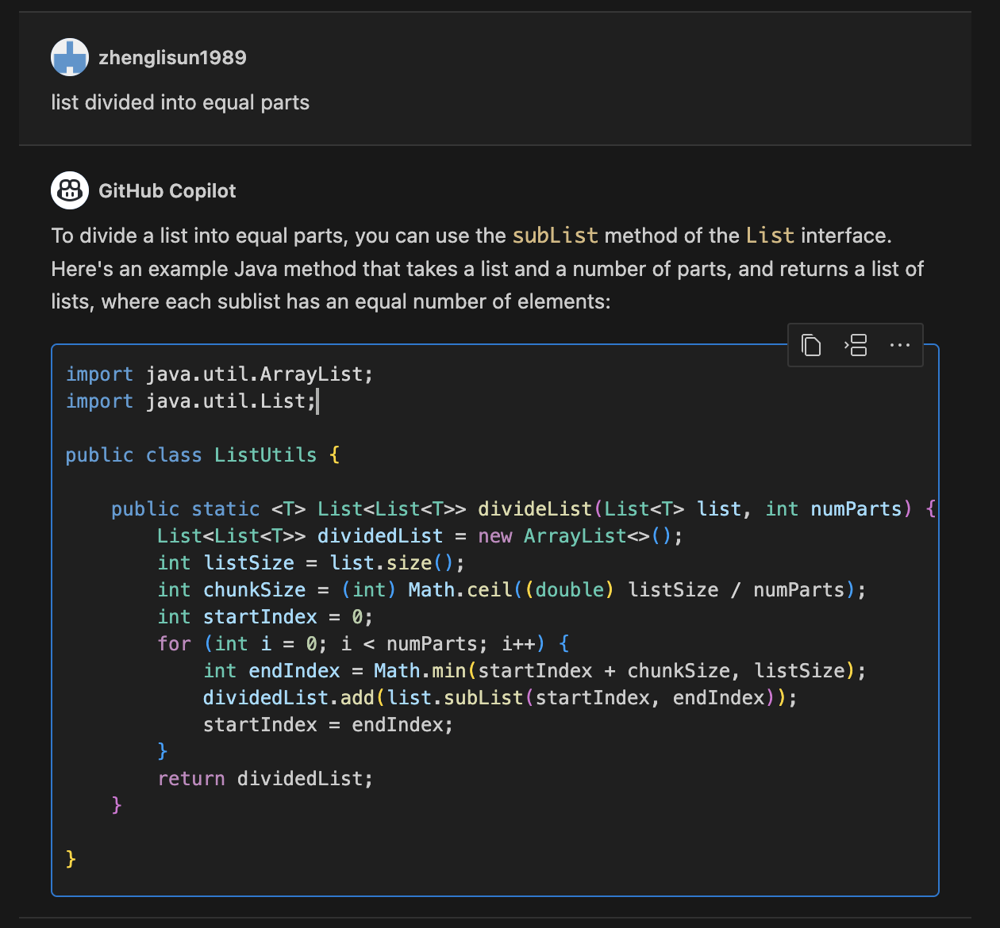 zhenglisun1989
list divided into equal parts
GitHub Copilot
To divide a list into equal parts, you can use the subList method of the List interface.
Here's an example Java method that takes a list and a number of parts, and returns a list of
lists, where each sublist has an equal number of elements:
import java.util.ArrayList;
import java.util.List;
public class ListUtils {
    public static <T> List<List<T>> divideList(List<T> list, int numParts) {
        List<List<T>> dividedList = new ArrayList<>();
        int listSize = list.size();
        int chunkSize = (int) Math.ceil((double) listSize / numParts);
        int startIndex = 0;
        for (int i = 0; i < numParts; i++) {
            int endIndex = Math.min(startIndex + chunkSize, listSize);
            dividedList.add(list.subList(startIndex, endIndex));
            startIndex = endIndex;
        }
        return dividedList;
    }
}